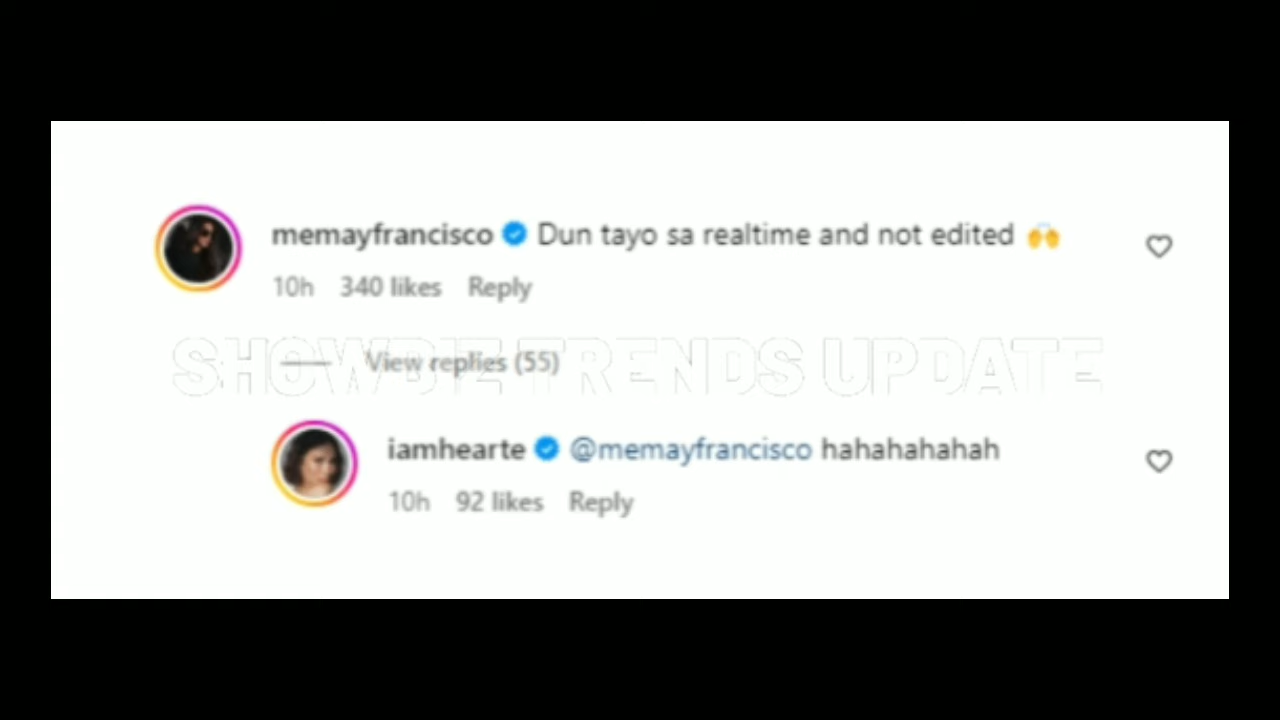 memayfrancisco Dun tayo sa realtime and not edited 🙌
10h 340 likes Reply
View replies (55)
SHOWBIZ TRENDS UPDATE
iamhearte @memayfrancisco hahahahahah
10h 92 likes Reply